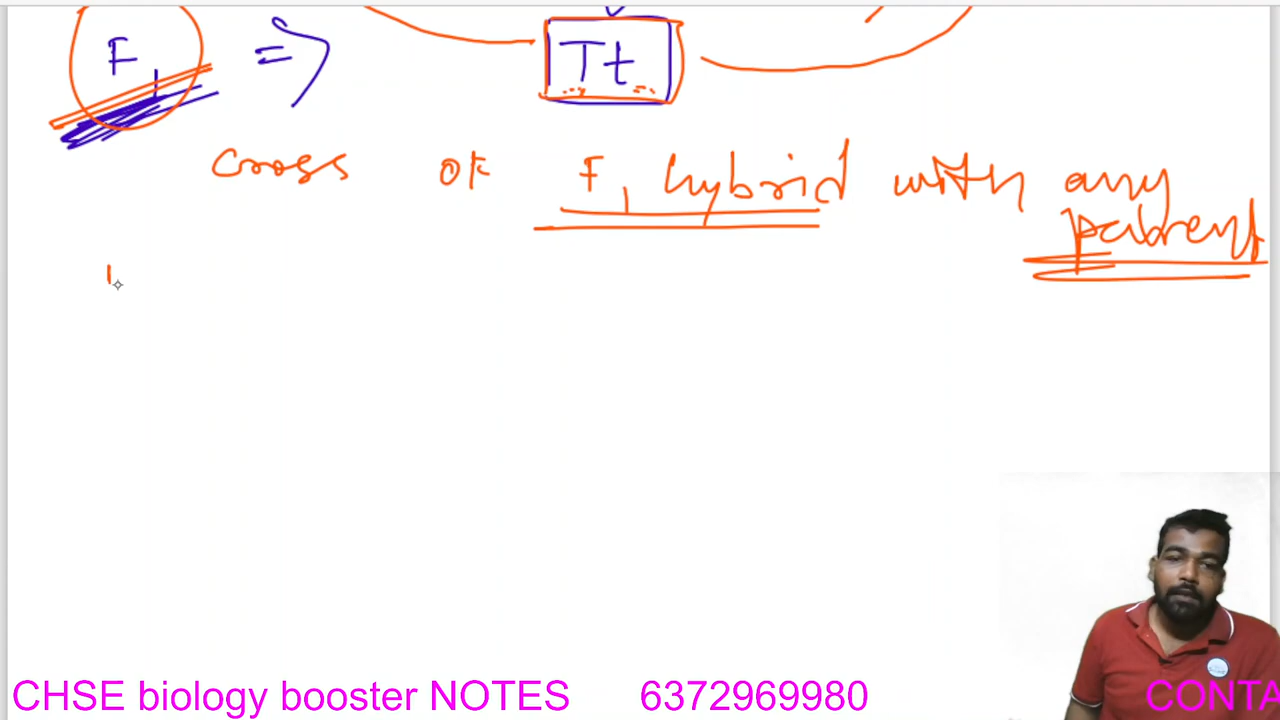 F1 => Tt
cross of F1 hybrid with any
parent
CHSE biology booster NOTES 6372969980 CONTA